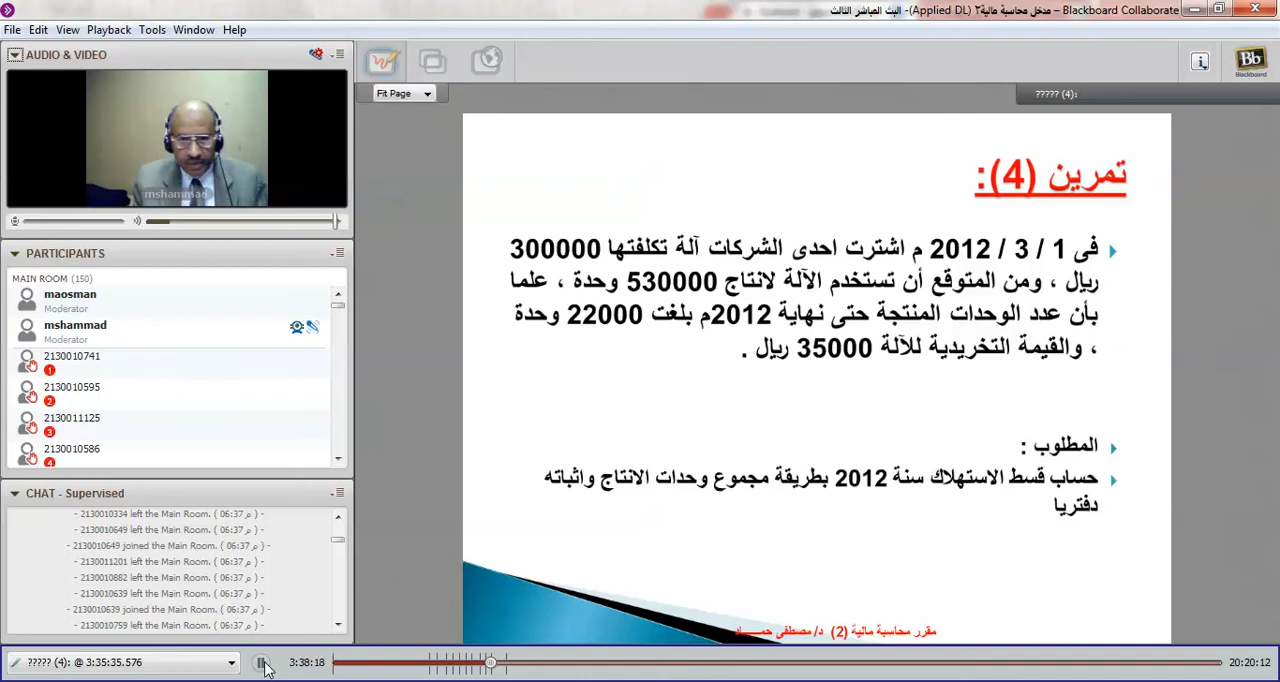 مدخل محاسبة مالية٢ (Applied DL)- البث العباشر الثالث – Blackboard Collaborate
File Edit View Playback Tools Window Help
AUDIO & VIDEO
mshammad
PARTICIPANTS
MAIN ROOM (150)
maosman
Moderator
mshammad
Moderator
2130010741
1
2130010595
2
2130011125
3
2130010586
4
CHAT - Supervised
- 2130010334 left the Main Room. ( 06:37 م ) -
- 2130010649 left the Main Room. ( 06:37 م ) -
- 2130010649 joined the Main Room. ( 06:37 م ) -
- 2130011201 left the Main Room. ( 06:37 م ) -
- 2130010882 left the Main Room. ( 06:37 م ) -
- 2130010639 left the Main Room. ( 06:37 م ) -
- 2130010639 joined the Main Room. ( 06:37 م ) -
- 2130010759 left the Main Room. ( 06:37 م ) -
Fit Page
i
Bb
Blackboard
????? (4):
تمرين (4):
فى 1 / 3 / 2012 م اشترت احدى الشركات آلة تكلفتها 300000
ريال ، ومن المتوقع أن تستخدم الآلة لانتاج 530000 وحدة ، علما
بأن عدد الوحدات المنتجة حتى نهاية 2012م بلغت 22000 وحدة
، والقيمة التخريدية للآلة 35000 ريال .
المطلوب :
حساب قسط الاستهلاك سنة 2012 بطريقة مجموع وحدات الانتاج واثباته
دفتريا
مقرر محاسبة مالية (2) د/ مصطفى حمـــــاد
????? (4): @ 3:35:35.576
3:38:18
20:20:12